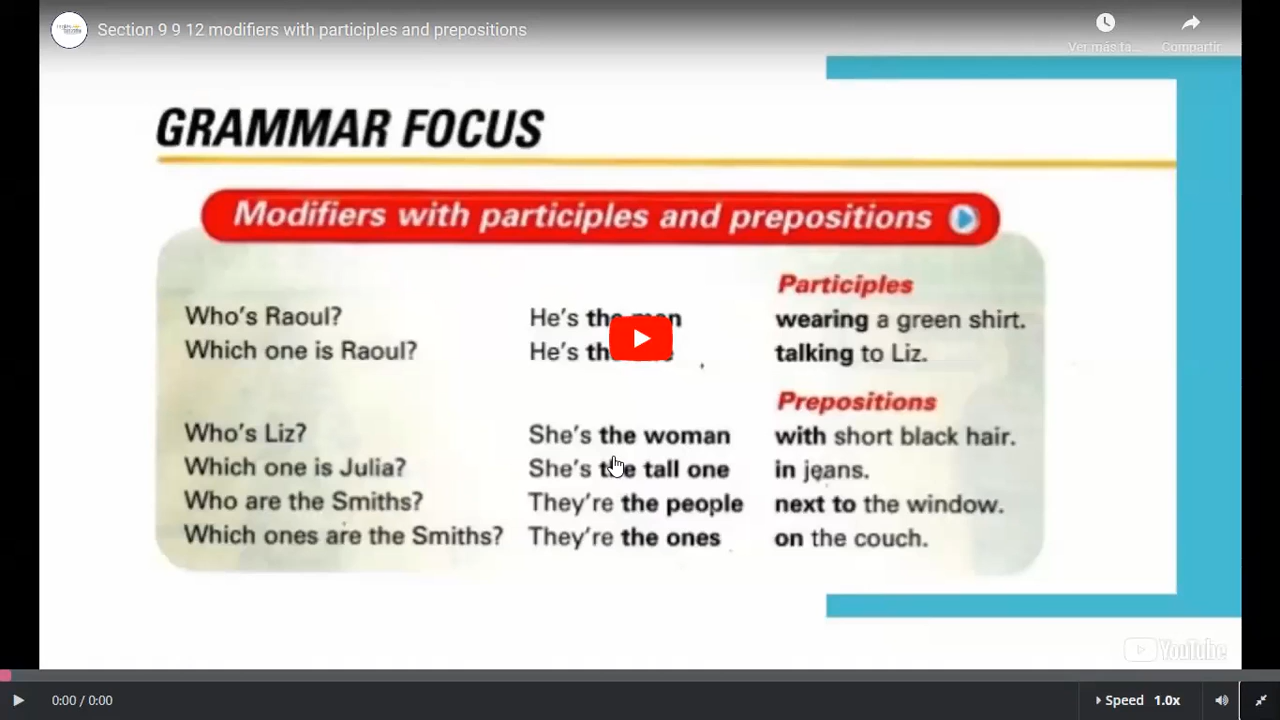 Section 9 9 12 modifiers with participles and prepositions
Ver más ta...
Compartir
GRAMMAR FOCUS
Modifiers with participles and prepositions
Participles
Who's Raoul? He's the man wearing a green shirt.
Which one is Raoul? He's the one talking to Liz.
Prepositions
Who's Liz? She's the woman with short black hair.
Which one is Julia? She's the tall one in jeans.
Who are the Smiths? They're the people next to the window.
Which ones are the Smiths? They're the ones on the couch.
YouTube
0:00 / 0:00
Speed 1.0x